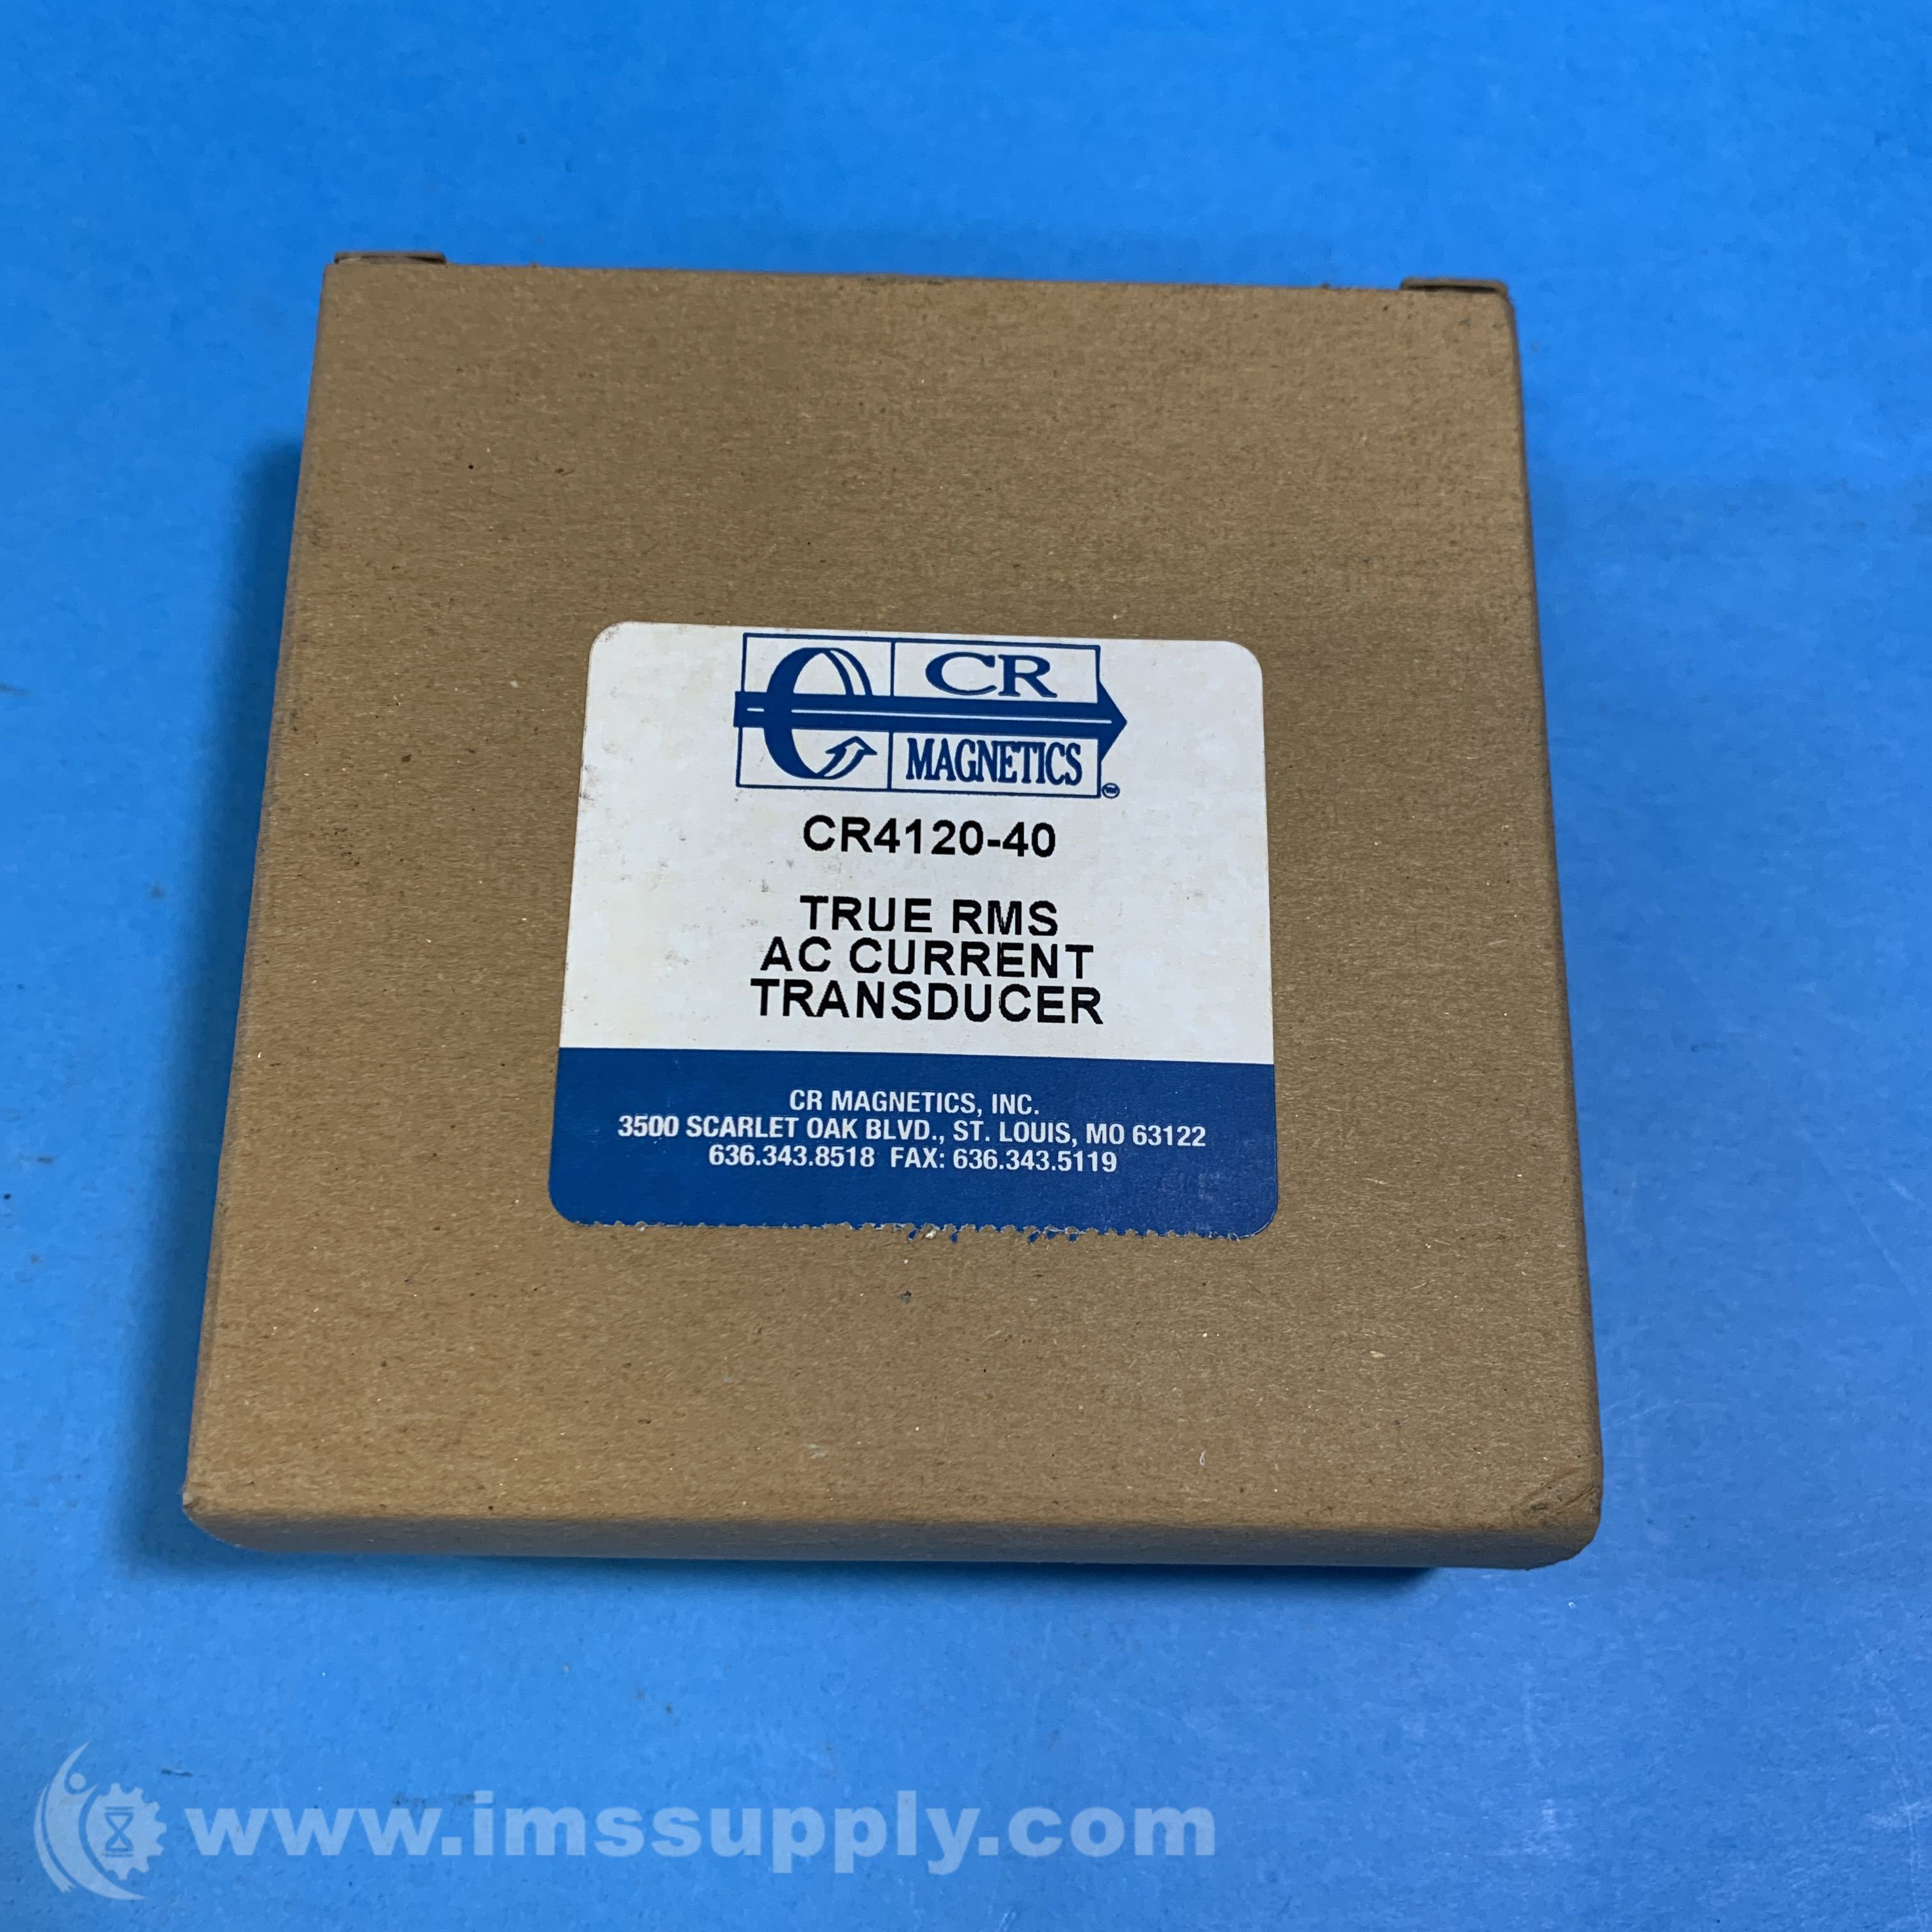 CR
MAGNETICS
CR4120-40
TRUE RMS
AC CURRENT
TRANSDUCER
CR MAGNETICS, INC.
3500 SCARLET OAK BLVD., ST. LOUIS, MO 63122
636.343.8518 FAX: 636.343.5119
www.imssupply.com